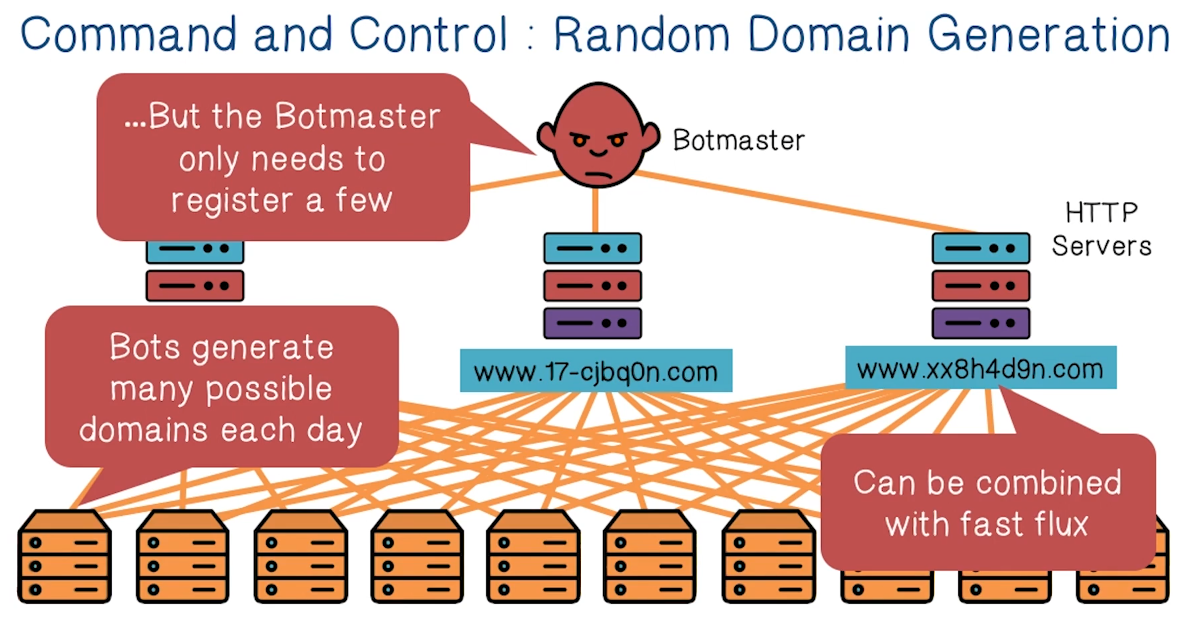 Command and Control : Random Domain Generation
...But the Botmaster
only needs to
register a few
Botmaster
HTTP
Servers
Bots generate
many possible
domains each day
www.17-cjbq0n.com
www.xx8h4d9n.com
Can be combined
with fast flux